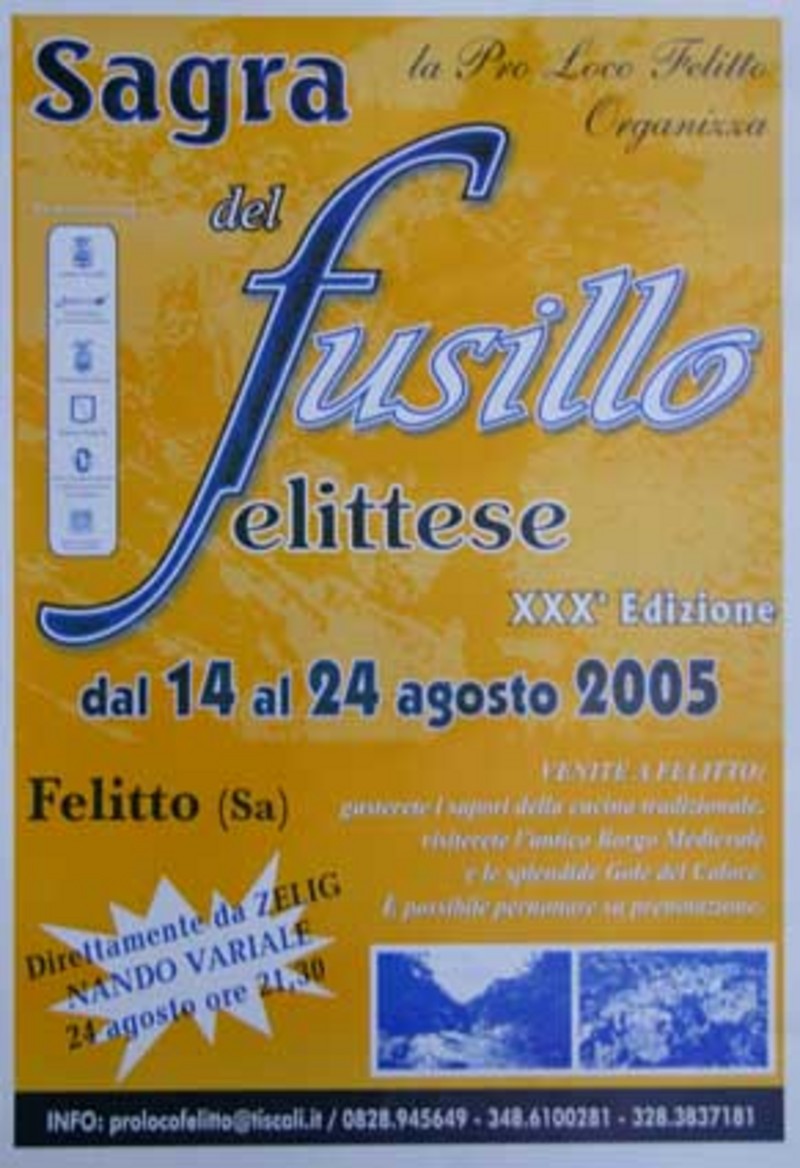 Sagra
la Pro Loco Felitto
Organizza
del
fusillo
felittese
XXX° Edizione
dal 14 al 24 agosto 2005
Felitto (Sa)
VENITE A FELITTO:
gusterete i sapori della cucina tradizionale,
visiterete l'antico Borgo Medievale
e le splendide Gole del Calore.
È possibile pernottare su prenotazione.
Direttamente da ZELIG
NANDO VARIALE
24 agosto ore 21,30
INFO: prolocofelitto@tiscali.it / 0828.945649 - 348.6100281 - 328.3837181